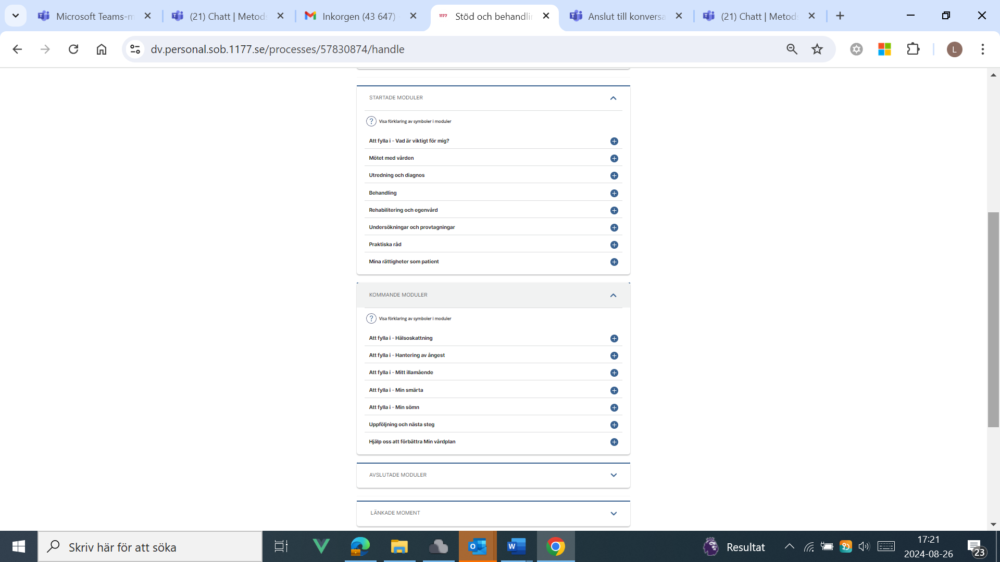 Microsoft Teams-m
(21) Chatt | Metods
Inkorgen (43 647) -
1177 Stöd och behandlin
Anslut till konversa
(21) Chatt | Metods
dv.personal.sob.1177.se/processes/57830874/handle
L
STARTADE MODULER
? Visa förklaring av symboler i moduler
Att fylla i - Vad är viktigt för mig?
Mötet med vården
Utredning och diagnos
Behandling
Rehabilitering och egenvård
Undersökningar och provtagningar
Praktiska råd
Mina rättigheter som patient
KOMMANDE MODULER
? Visa förklaring av symboler i moduler
Att fylla i - Hälsoskattning
Att fylla i - Hantering av ångest
Att fylla i - Mitt illamående
Att fylla i - Min smärta
Att fylla i - Min sömn
Uppföljning och nästa steg
Hjälp oss att förbättra Min vårdplan
AVSLUTADE MODULER
LÄNKADE MOMENT
Skriv här för att söka
Resultat
17:21
2024-08-26
23